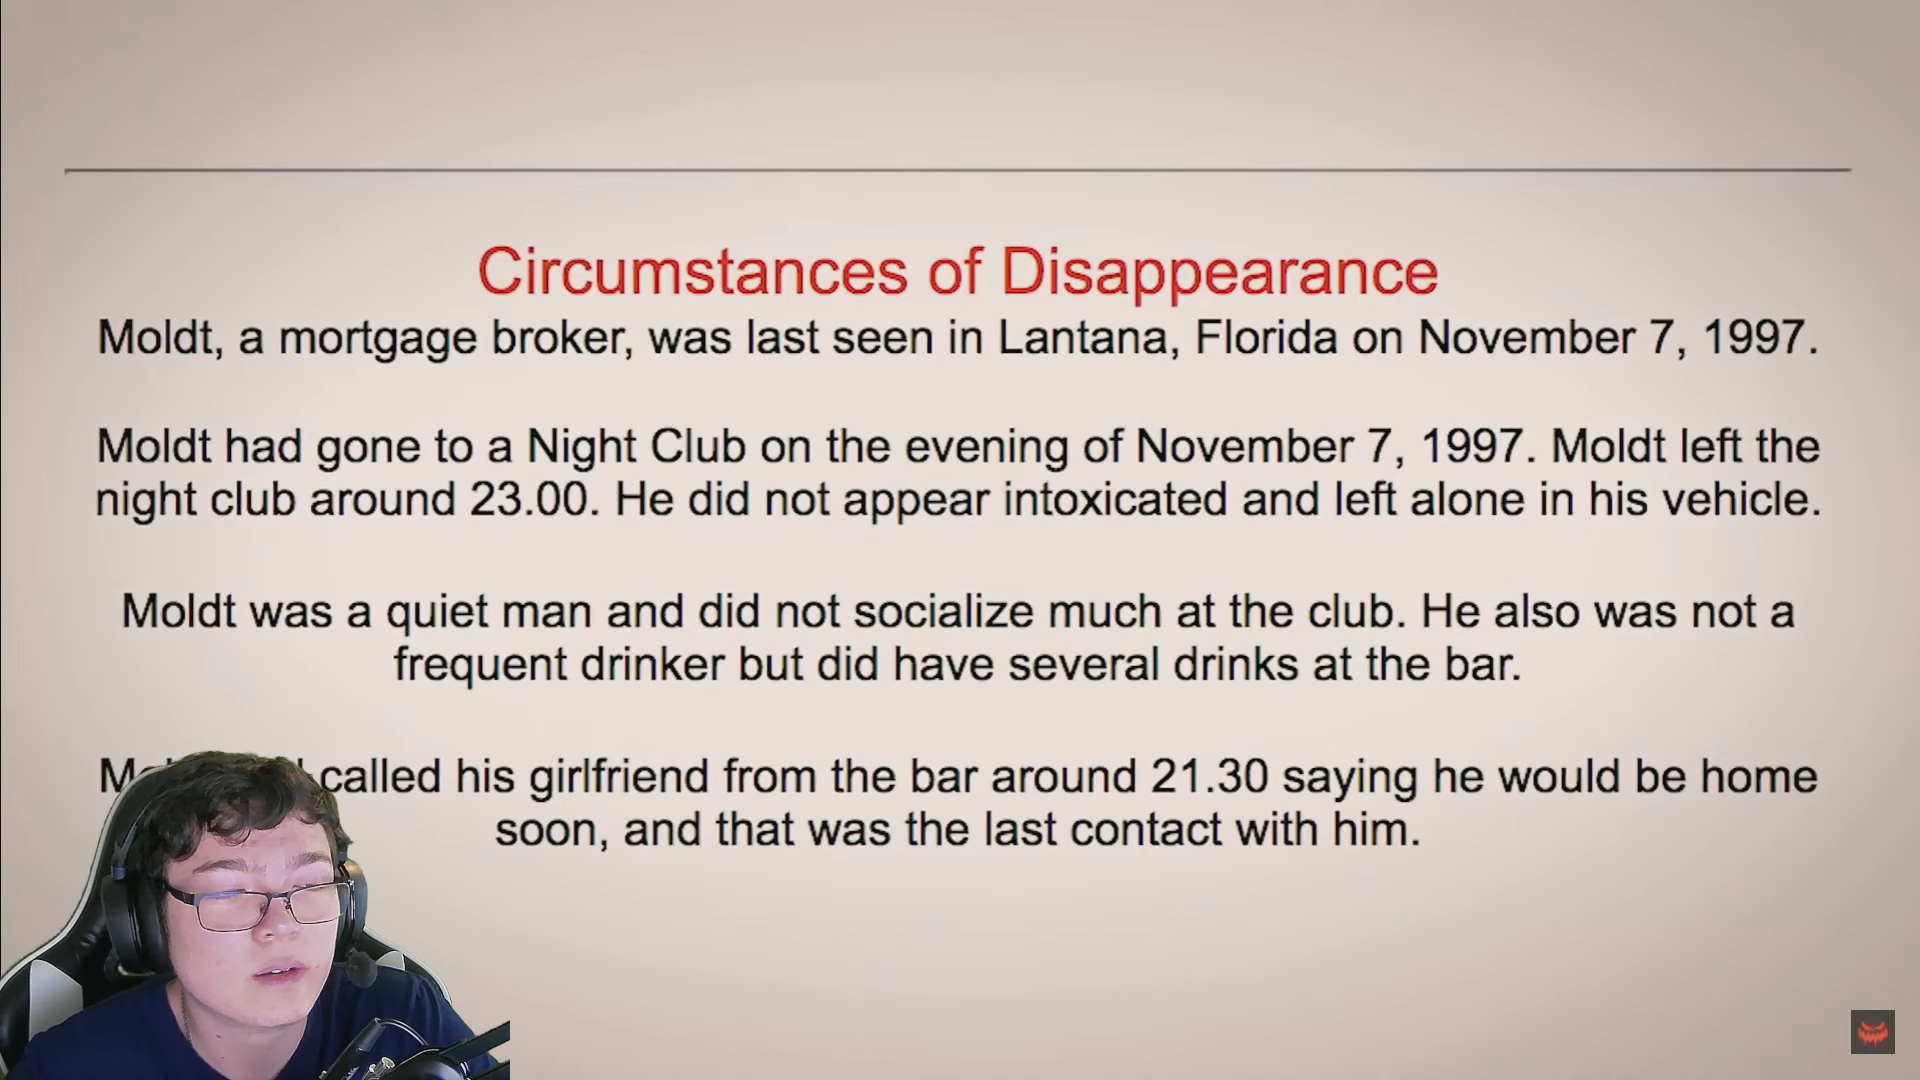 Circumstances of Disappearance
Moldt, a mortgage broker, was last seen in Lantana, Florida on November 7, 1997.
Moldt had gone to a Night Club on the evening of November 7, 1997. Moldt left the
night club around 23.00. He did not appear intoxicated and left alone in his vehicle.
Moldt was a quiet man and did not socialize much at the club. He also was not a
frequent drinker but did have several drinks at the bar.
called his girlfriend from the bar around 21.30 saying he would be home
soon, and that was the last contact with him.